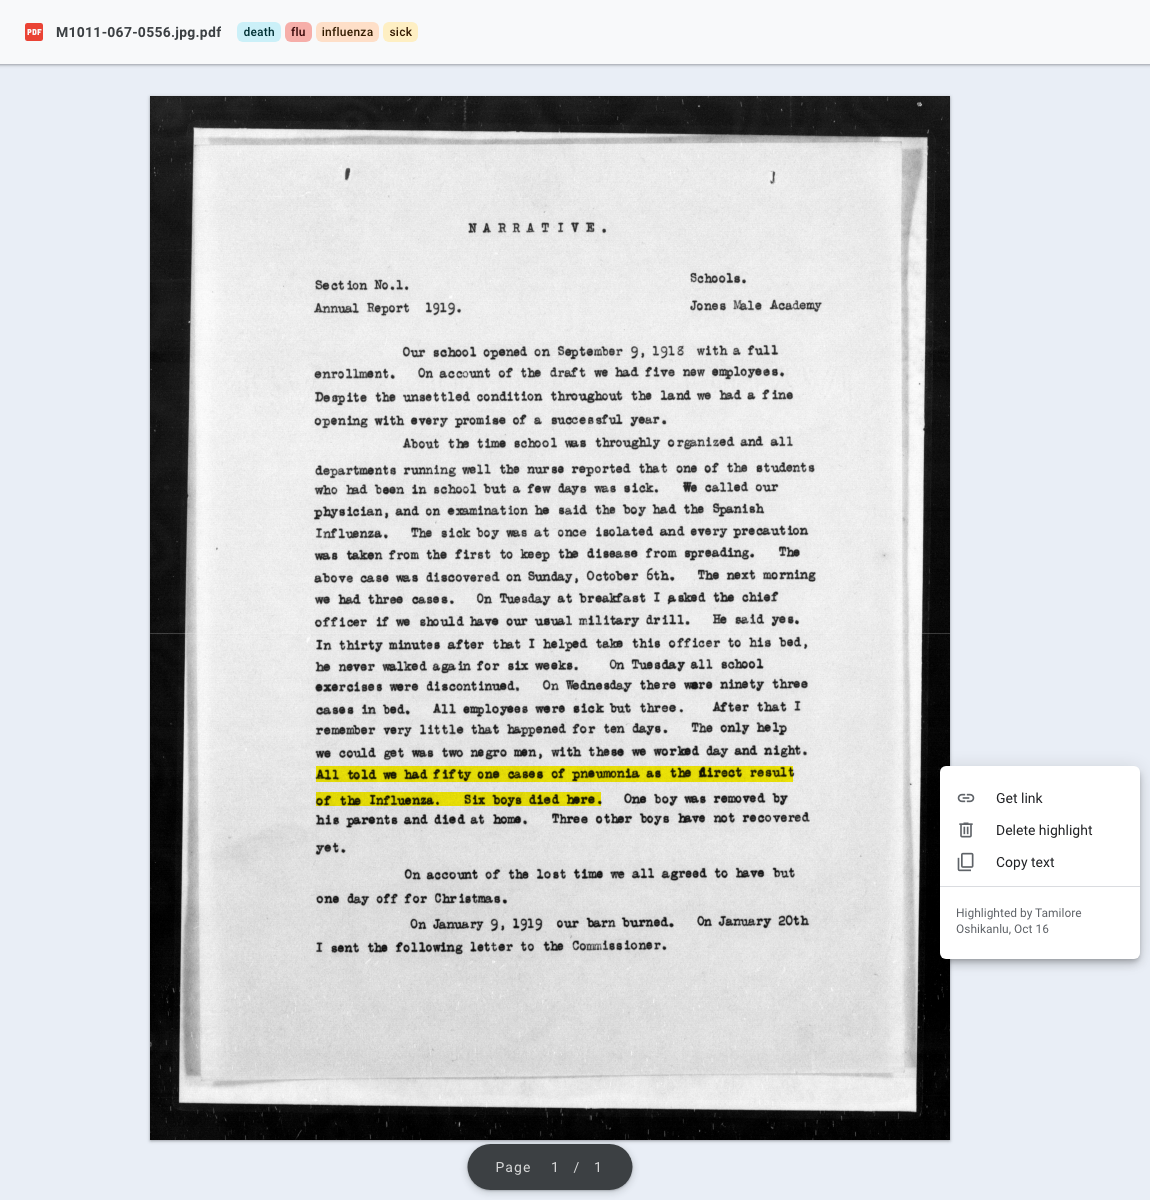 PDF M1011-067-0556.jpg.pdf death flu influenza sick
NARRATIVE.
Section No.1. Schools.
Annual Report 1919. Jones Male Academy
Our school opened on September 9, 1918 with a full
enrollment. On account of the draft we had five new employees.
Despite the unsettled condition throughout the land we had a fine
opening with every promise of a successful year.
About the time school was throughly organized and all
departments running well the nurse reported that one of the students
who had been in school but a few days was sick. We called our
physician, and on examination he said the boy had the Spanish
Influenza. The sick boy was at once isolated and every precaution
was taken from the first to keep the disease from spreading. The
above case was discovered on Sunday, October 6th. The next morning
we had three cases. On Tuesday at breakfast I asked the chief
officer if we should have our usual military drill. He said yes.
In thirty minutes after that I helped take this officer to his bed,
he never walked again for six weeks. On Tuesday all school
exercises were discontinued. On Wednesday there were ninety three
cases in bed. All employees were sick but three. After that I
remember very little that happened for ten days. The only help
we could get was two negro men, with these we worked day and night.
All told we had fifty one cases of pneumonia as the direct result
of the Influenza. Six boys died here. One boy was removed by
his parents and died at home. Three other boys have not recovered
yet.
On account of the lost time we all agreed to have but
one day off for Christmas.
On January 9, 1919 our barn burned. On January 20th
I sent the following letter to the Commissioner.
Get link
Delete highlight
Copy text
Highlighted by Tamilore
Oshikanlu, Oct 16
Page 1 / 1